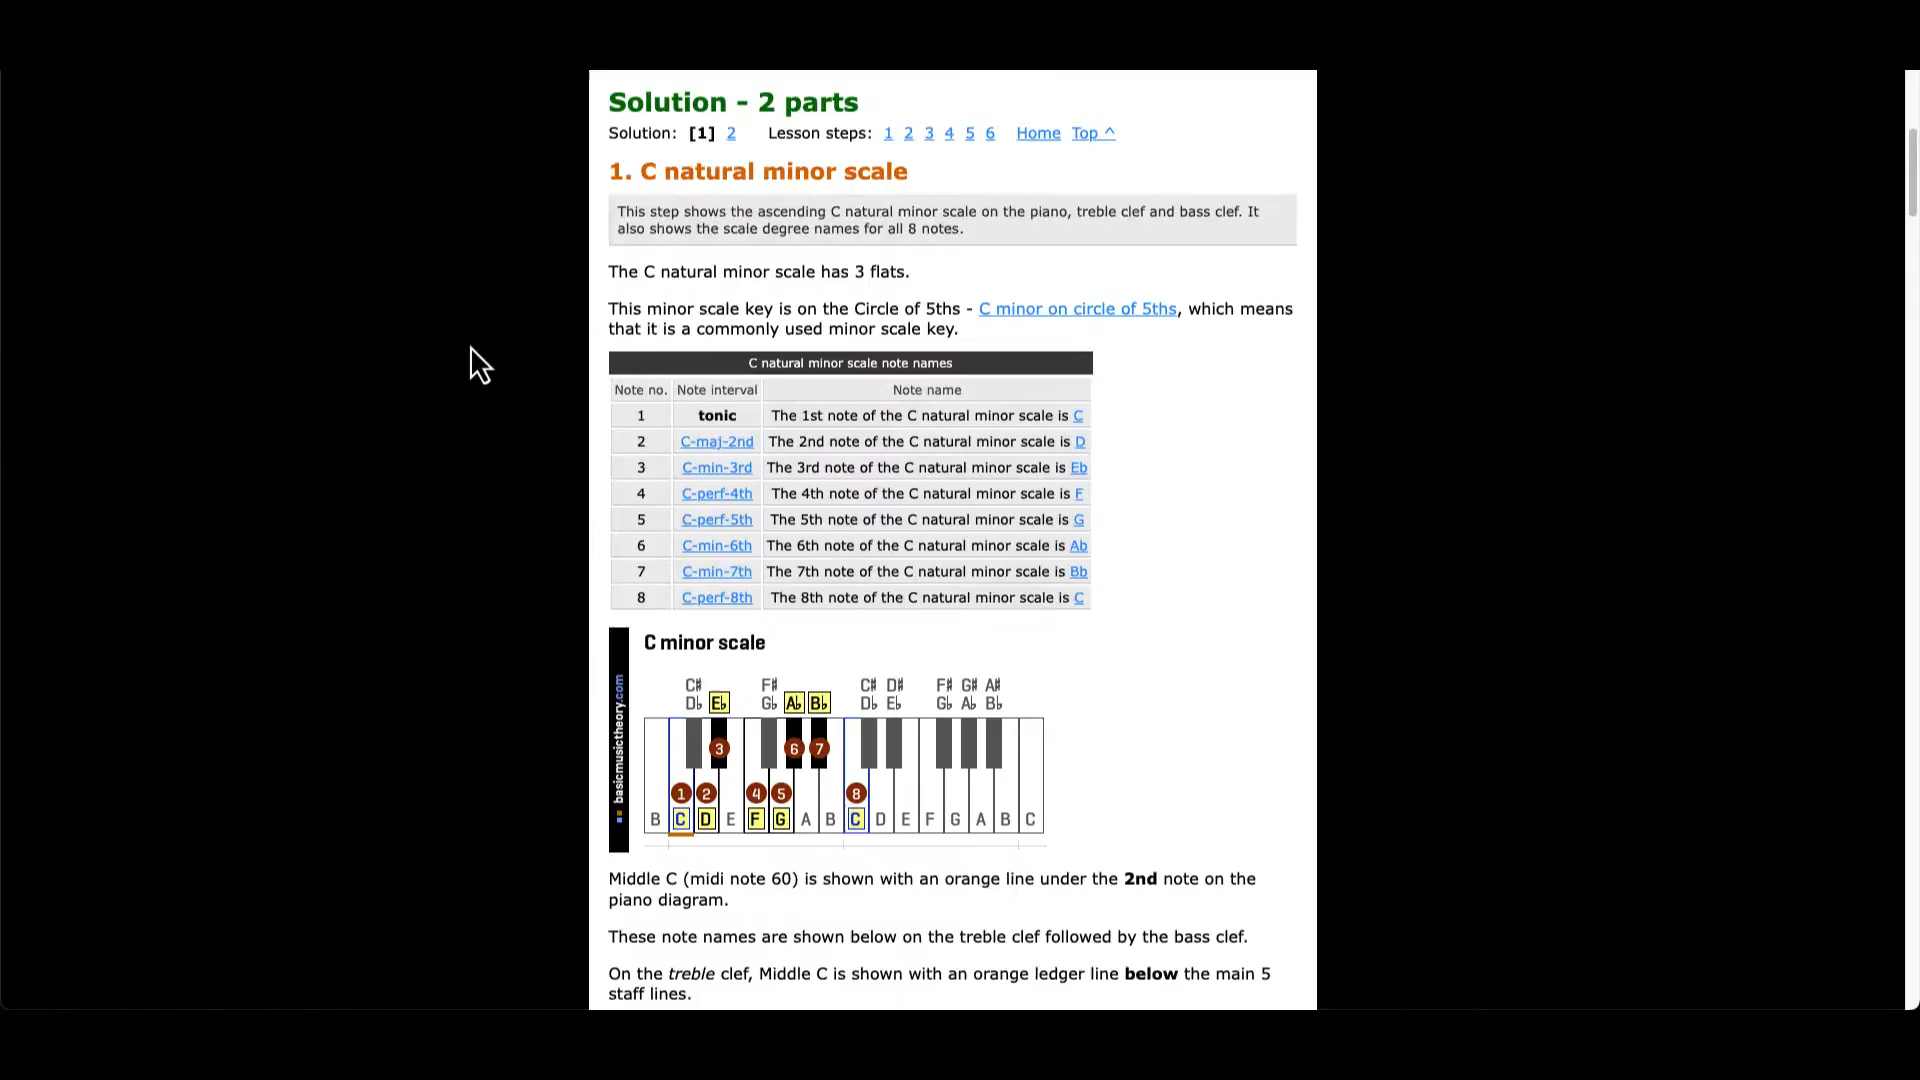 Solution - 2 parts
Solution: [1] 2 Lesson steps: 1 2 3 4 5 6 Home Top ^
1. C natural minor scale
This step shows the ascending C natural minor scale on the piano, treble clef and bass clef. It
also shows the scale degree names for all 8 notes.
The C natural minor scale has 3 flats.
This minor scale key is on the Circle of 5ths - C minor on circle of 5ths, which means
that it is a commonly used minor scale key.
C natural minor scale note names
Note no. Note interval Note name
1 tonic The 1st note of the C natural minor scale is C
2 C-maj-2nd The 2nd note of the C natural minor scale is D
3 C-min-3rd The 3rd note of the C natural minor scale is Eb
4 C-perf-4th The 4th note of the C natural minor scale is F
5 C-perf-5th The 5th note of the C natural minor scale is G
6 C-min-6th The 6th note of the C natural minor scale is Ab
7 C-min-7th The 7th note of the C natural minor scale is Bb
8 C-perf-8th The 8th note of the C natural minor scale is C
basicmusictheory.com
C minor scale
C♯ F♯ C♯ D♯ F♯ G♯ A♯
D♭ E♭ G♭ A♭ B♭ D♭ E♭ G♭ A♭ B♭
3 6 7
1 2 4 5 8
B C D E F G A B C D E F G A B C
Middle C (midi note 60) is shown with an orange line under the 2nd note on the
piano diagram.
These note names are shown below on the treble clef followed by the bass clef.
On the treble clef, Middle C is shown with an orange ledger line below the main 5
staff lines.